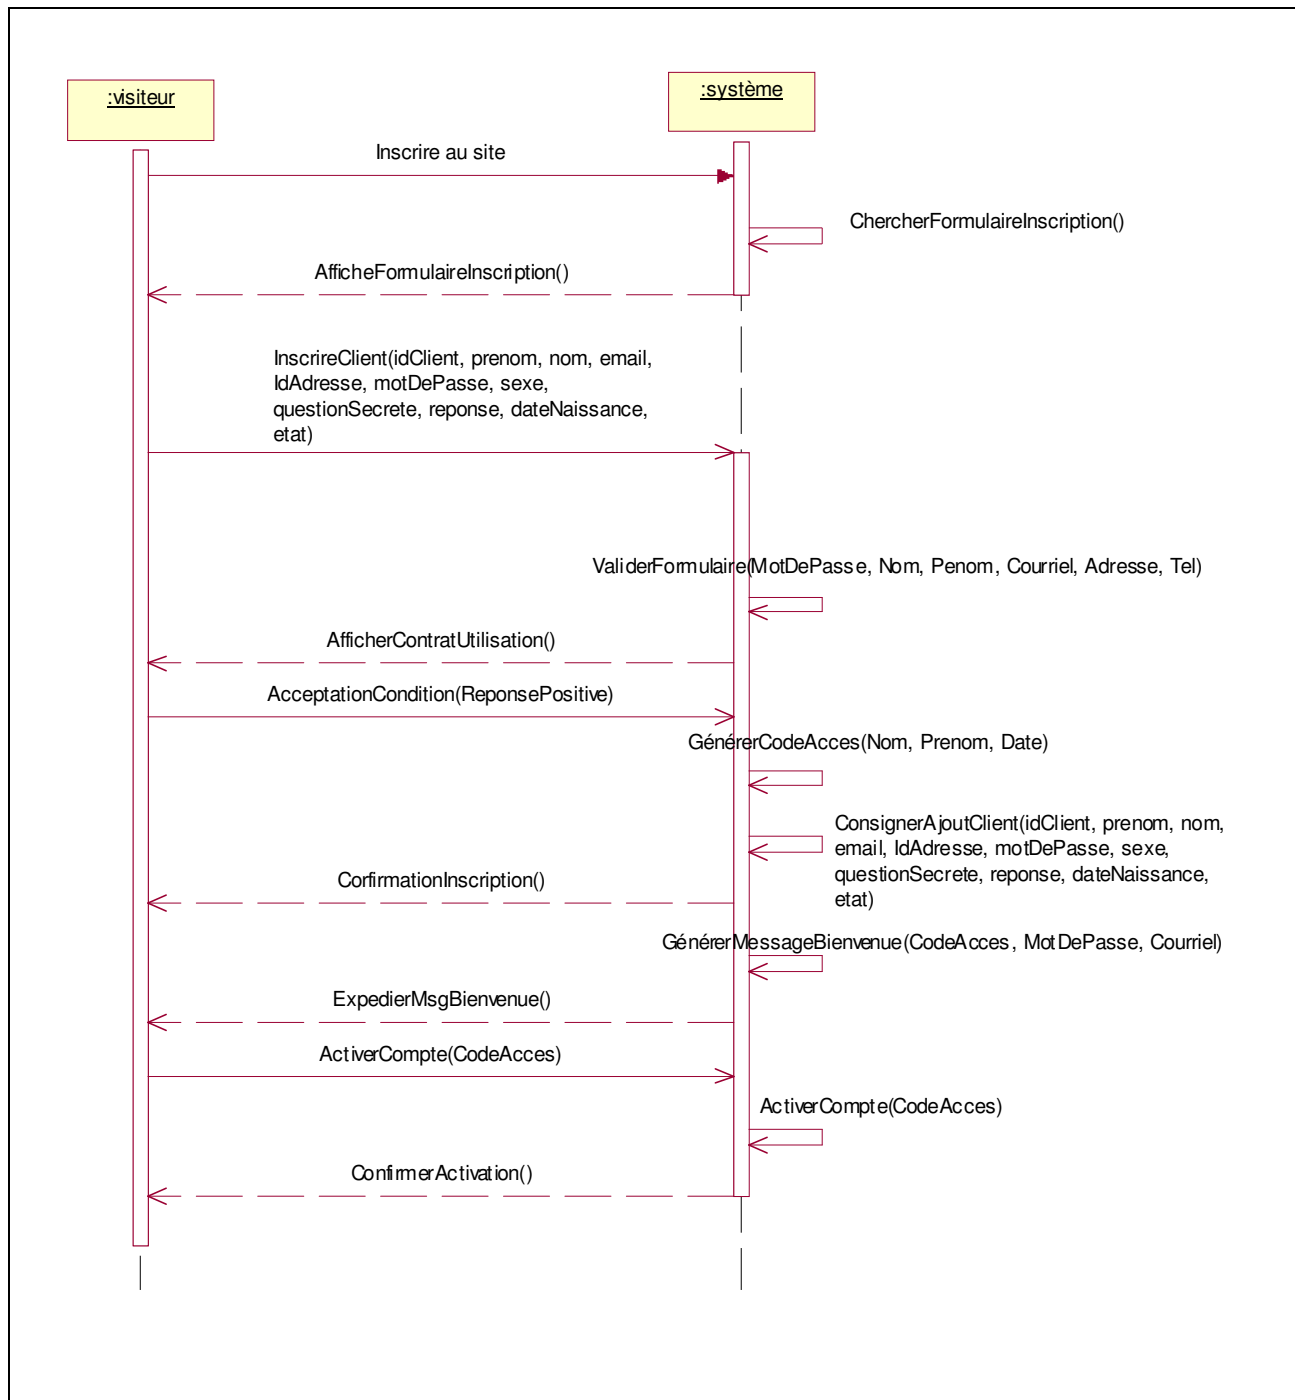 :visiteur
:système
Inscrire au site
ChercherFormulaireInscription()
AfficheFormulaireInscription()
InscrireClient(idClient, prenom, nom, email,
IdAdresse, motDePasse, sexe,
questionSecrete, reponse, dateNaissance,
etat)
ValiderFormulaire(MotDePasse, Nom, Penom, Courriel, Adresse, Tel)
AfficherContratUtilisation()
AcceptationCondition(ReponsePositive)
GénérerCodeAcces(Nom, Prenom, Date)
ConsignerAjoutClient(idClient, prenom, nom,
email, IdAdresse, motDePasse, sexe,
questionSecrete, reponse, dateNaissance,
etat)
CorfirmationInscription()
GénérerMessageBienvenue(CodeAcces, MotDePasse, Courriel)
ExpedierMsgBienvenue()
ActiverCompte(CodeAcces)
ActiverCompte(CodeAcces)
ConfirmerActivation()